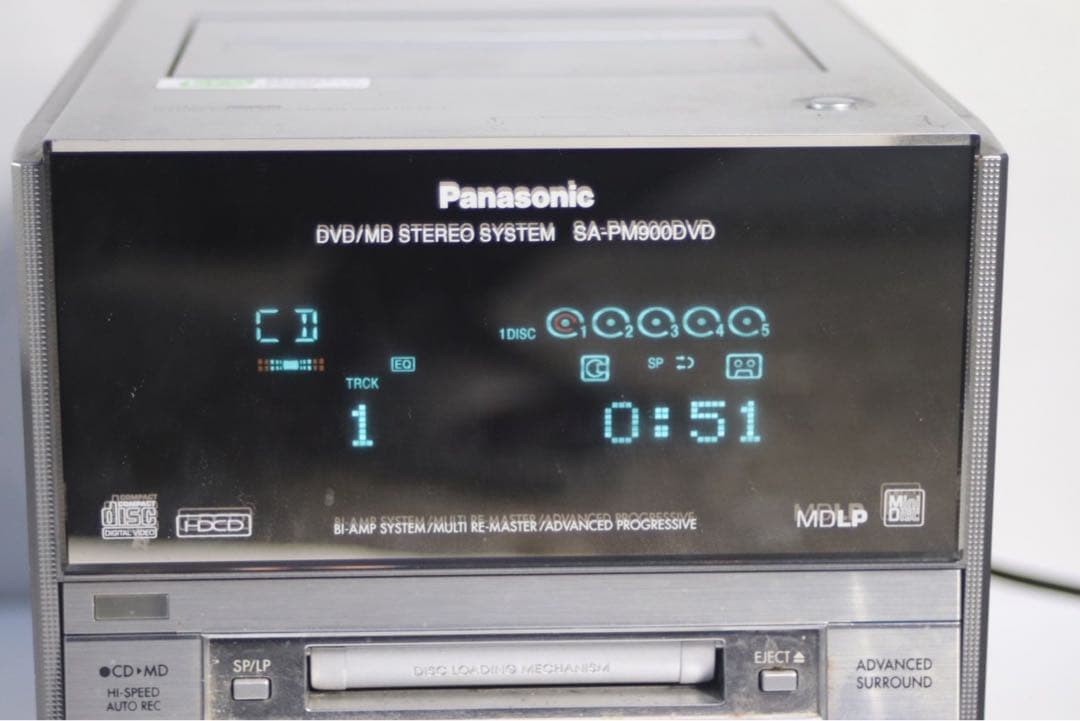 Panasonic
DVD/MD STEREO SYSTEM SA-PM900DVD
CD
1DISC 1 2 3 4 5
EQ
SP
TRCK
1 0:51
COMPACT
disc
DIGITAL VIDEO
HDCD
BI-AMP SYSTEM/MULTI RE-MASTER/ADVANCED PROGRESSIVE
MDLP
MiniDisc
●CD▸MD
HI-SPEED
AUTO REC
SP/LP
DISC LOADING MECHANISM
EJECT⏏
ADVANCED
SURROUND